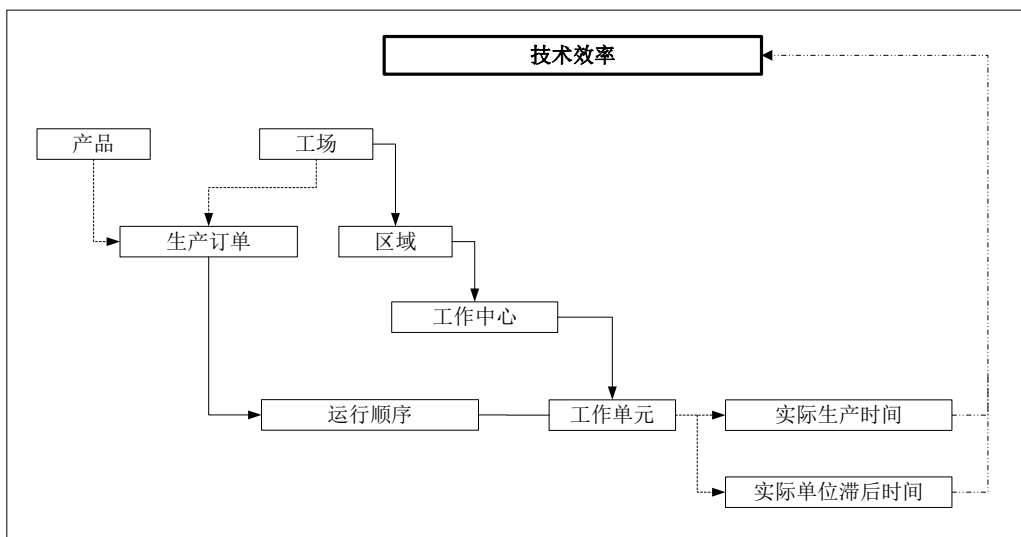 技术效率
产品
工场
生产订单
区域
工作中心
运行顺序
工作单元
实际生产时间
实际单位滞后时间